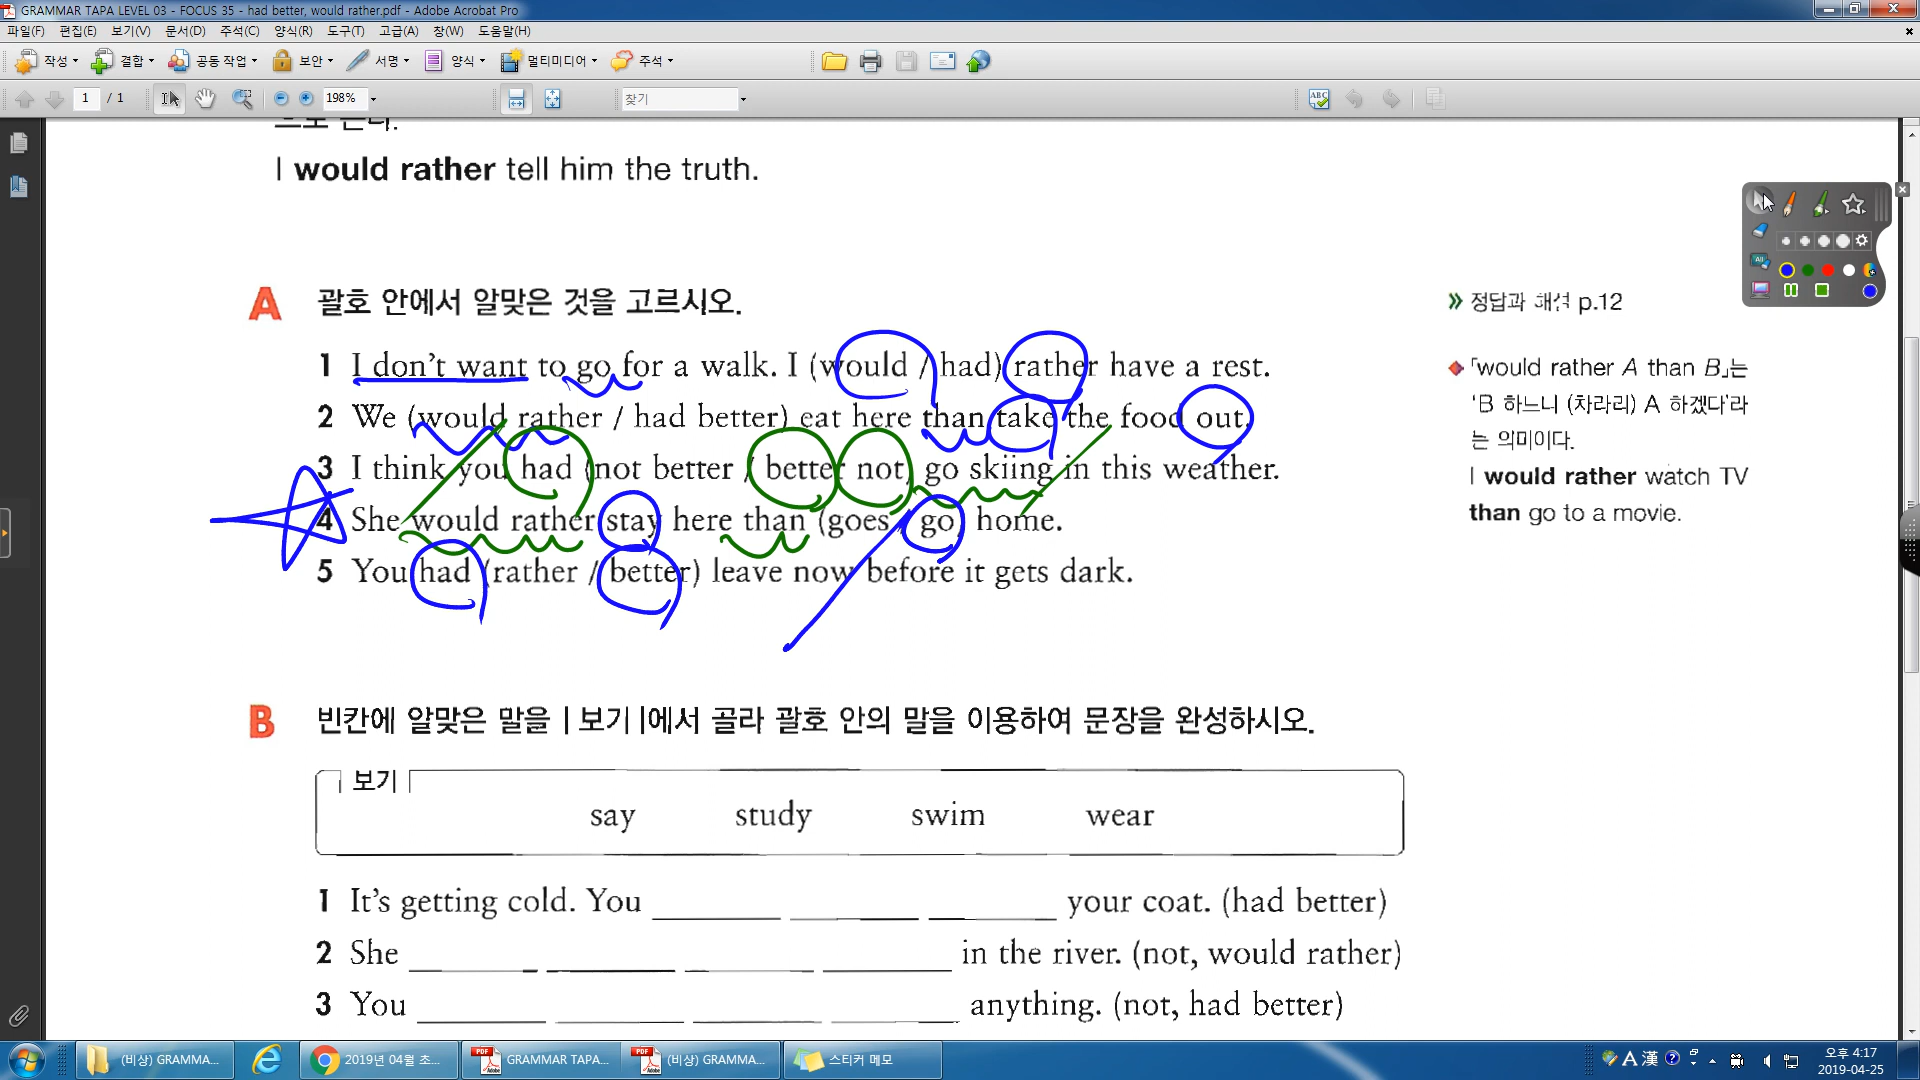 GRAMMAR TAPA LEVEL 03 - FOCUS 35 - had better, would rather.pdf - Adobe Acrobat Pro
파일(F) 편집(E) 보기(V) 문서(D) 주석(C) 양식(R) 도구(T) 고급(A) 창(W) 도움말(H)
작성 결합 공동 작업 보안 서명 양식 멀티미디어 주석
1 / 1 198% 찾기
I would rather tell him the truth.
A 괄호 안에서 알맞은 것을 고르시오.
1 I don't want to go for a walk. I (would / had) rather have a rest.
2 We (would rather / had better) eat here than take the food out.
3 I think you had (not better / better not) go skiing in this weather.
4 She would rather stay here than (goes / go) home.
5 You had (rather / better) leave now before it gets dark.
» 정답과 해설 p.12
「would rather A than B」는
‘B 하느니 (차라리) A 하겠다’라
는 의미이다.
I would rather watch TV
than go to a movie.
B 빈칸에 알맞은 말을 | 보기 |에서 골라 괄호 안의 말을 이용하여 문장을 완성하시오.
보기
say study swim wear
1 It's getting cold. You ________ ________ ________ your coat. (had better)
2 She ________ ________ ________ ________ in the river. (not, would rather)
3 You ________ ________ ________ ________ anything. (not, had better)
(비상) GRAMMA... 2019년 04월 초... GRAMMAR TAPA... (비상) GRAMMA... 스티커 메모
A 漢 오후 4:17
2019-04-25